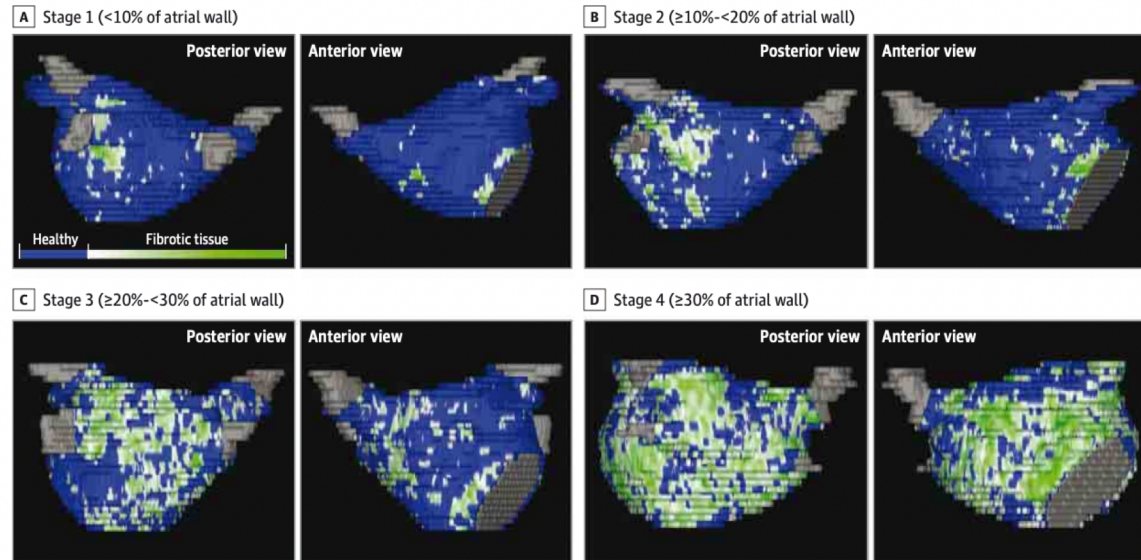 A Stage 1 (<10% of atrial wall)
Posterior view
Anterior view
Healthy
Fibrotic tissue
B Stage 2 (≥10%-<20% of atrial wall)
Posterior view
Anterior view
C Stage 3 (≥20%-<30% of atrial wall)
Posterior view
Anterior view
D Stage 4 (≥30% of atrial wall)
Posterior view
Anterior view